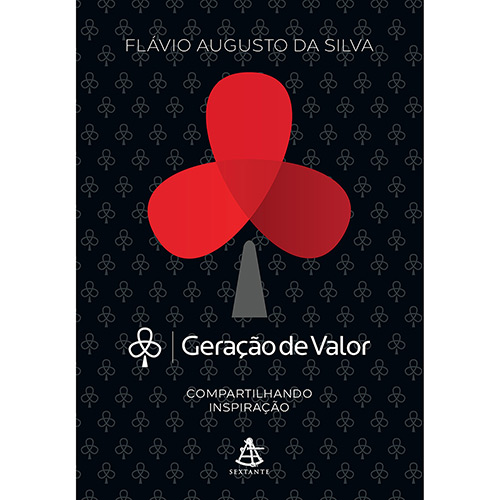 FLÁVIO AUGUSTO DA SILVA
Geração de Valor
COMPARTILHANDO
INSPIRAÇÃO
SEXTANTE